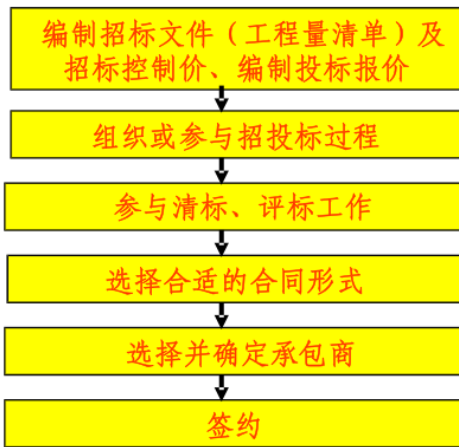 编制招标文件（工程量清单）及
招标控制价、编制投标报价
组织或参与招投标过程
参与清标、评标工作
选择合适的合同形式
选择并确定承包商
签约